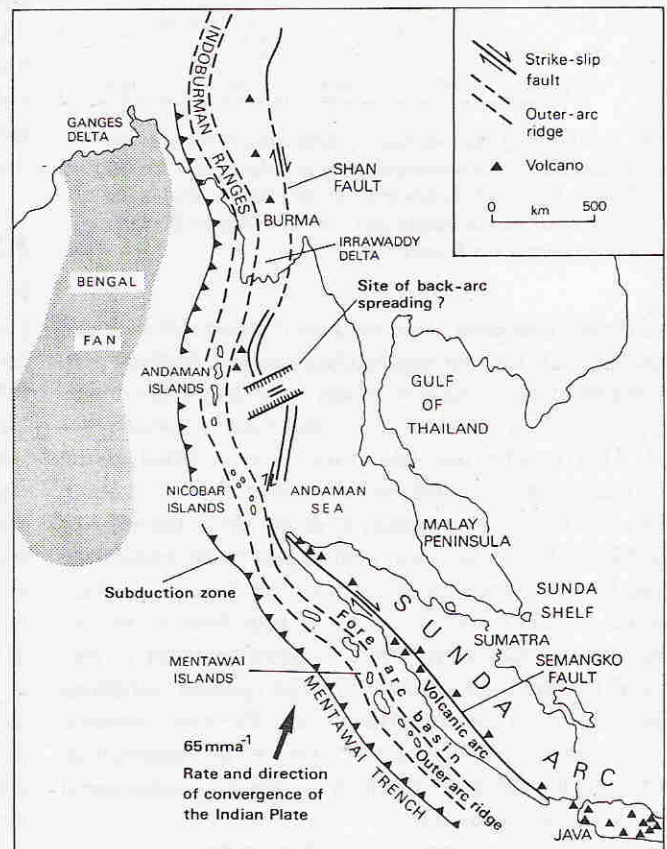 INDOBURMAN
RANGES
GANGES
DELTA
Strike-slip
fault
Outer-arc
ridge
Volcano
0 500
km
SHAN
FAULT
BURMA
IRRAWADDY
DELTA
BENGAL
FAN
Site of back-arc
spreading ?
ANDAMAN
ISLANDS
GULF
OF
THAILAND
NICOBAR
ISLANDS
ANDAMAN
SEA
MALAY
PENINSULA
Subduction zone
SUNDA
SHELF
SUNDA
ARC
SUMATRA
SEMANGKO
FAULT
MENTAWAI
ISLANDS
Fore arc basin
Volcanic arc
Outer arc ridge
MENTAWAI TRENCH
65mma⁻¹
Rate and direction
of convergence of
the Indian Plate
JAVA